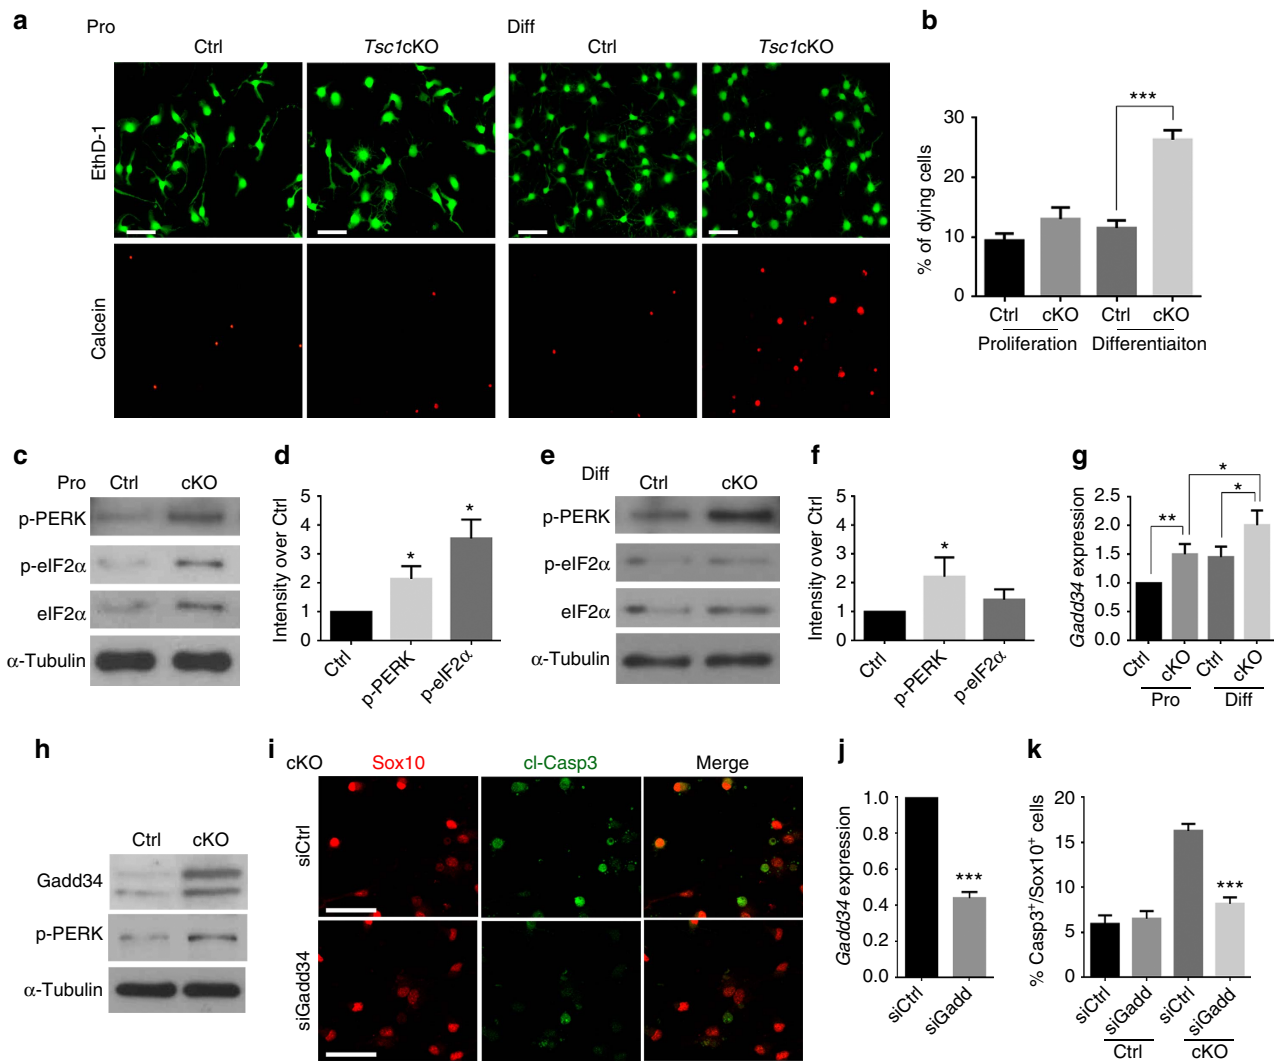 a
Pro
Diff
Ctrl
Tsc1cKO
Ctrl
Tsc1cKO
EthD-1
Calcein
b
***
% of dying cells
30
20
10
0
Ctrl cKO Ctrl cKO
Proliferation Differentiaiton
c
Pro Ctrl cKO
p-PERK
p-eIF2α
eIF2α
α-Tubulin
d
Intensity over Ctrl
5
4
3
2
1
0
*
*
Ctrl
p-PERK
p-eIF2α
e
Diff Ctrl cKO
p-PERK
p-eIF2α
eIF2α
α-Tubulin
f
Intensity over Ctrl
5
4
3
2
1
0
*
Ctrl
p-PERK
p-eIF2α
g
Gadd34 expression
2.5
2.0
1.5
1.0
0.5
0.0
**
*
*
Ctrl cKO Ctrl cKO
Pro Diff
h
Ctrl cKO
Gadd34
p-PERK
α-Tubulin
i
cKO Sox10 cl-Casp3 Merge
siCtrl
siGadd34
j
Gadd34 expression
1.0
0.8
0.6
0.4
0.2
0.0
***
siCtrl
siGadd
k
% Casp3⁺/Sox10⁺ cells
20
15
10
5
0
***
siCtrl siGadd siCtrl siGadd
Ctrl cKO